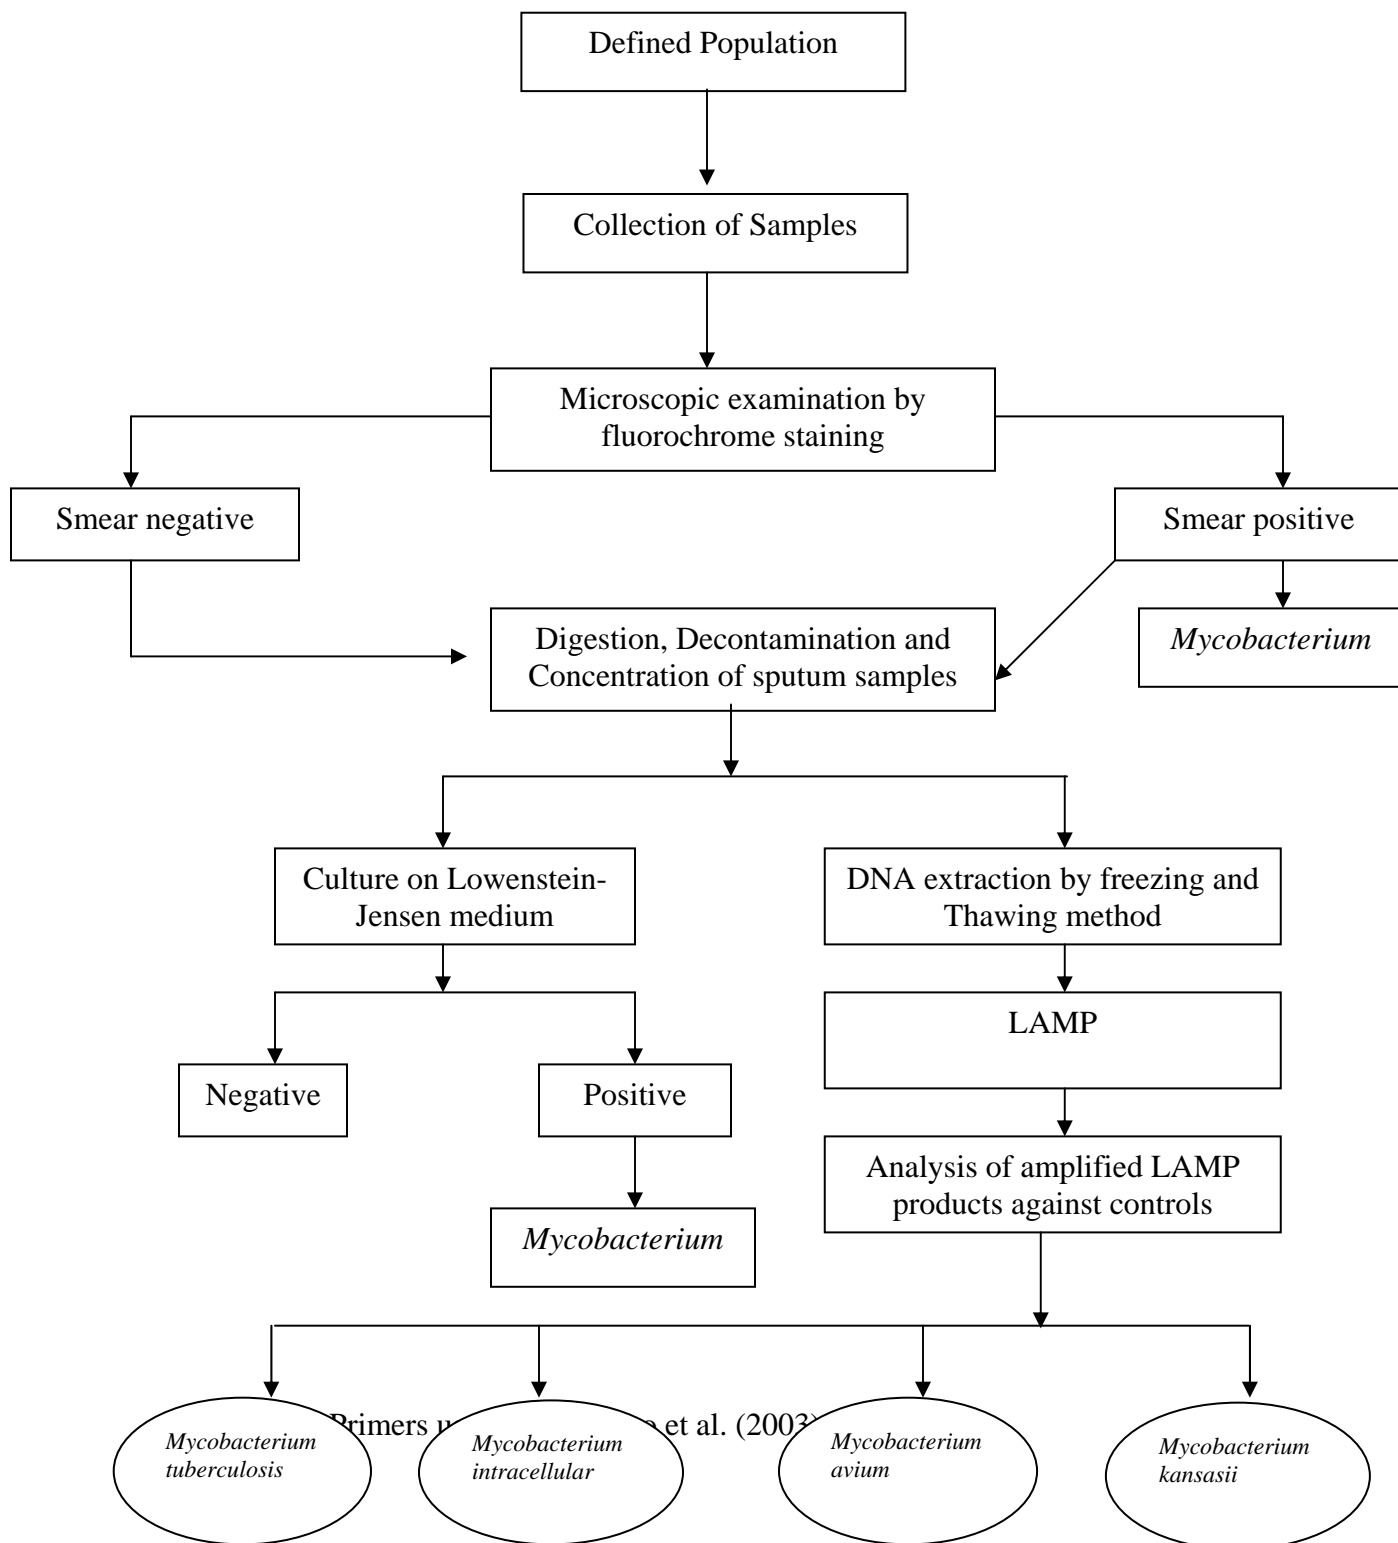 Defined Population
Collection of Samples
Microscopic examination by
fluorochrome staining
Smear negative
Smear positive
Digestion, Decontamination and
Concentration of sputum samples
Mycobacterium
Culture on Lowenstein-
Jensen medium
DNA extraction by freezing and
Thawing method
LAMP
Negative
Positive
Analysis of amplified LAMP
products against controls
Mycobacterium
Primers et al. (2003)
Mycobacterium
tuberculosis
Mycobacterium
intracellular
Mycobacterium
avium
Mycobacterium
kansasii